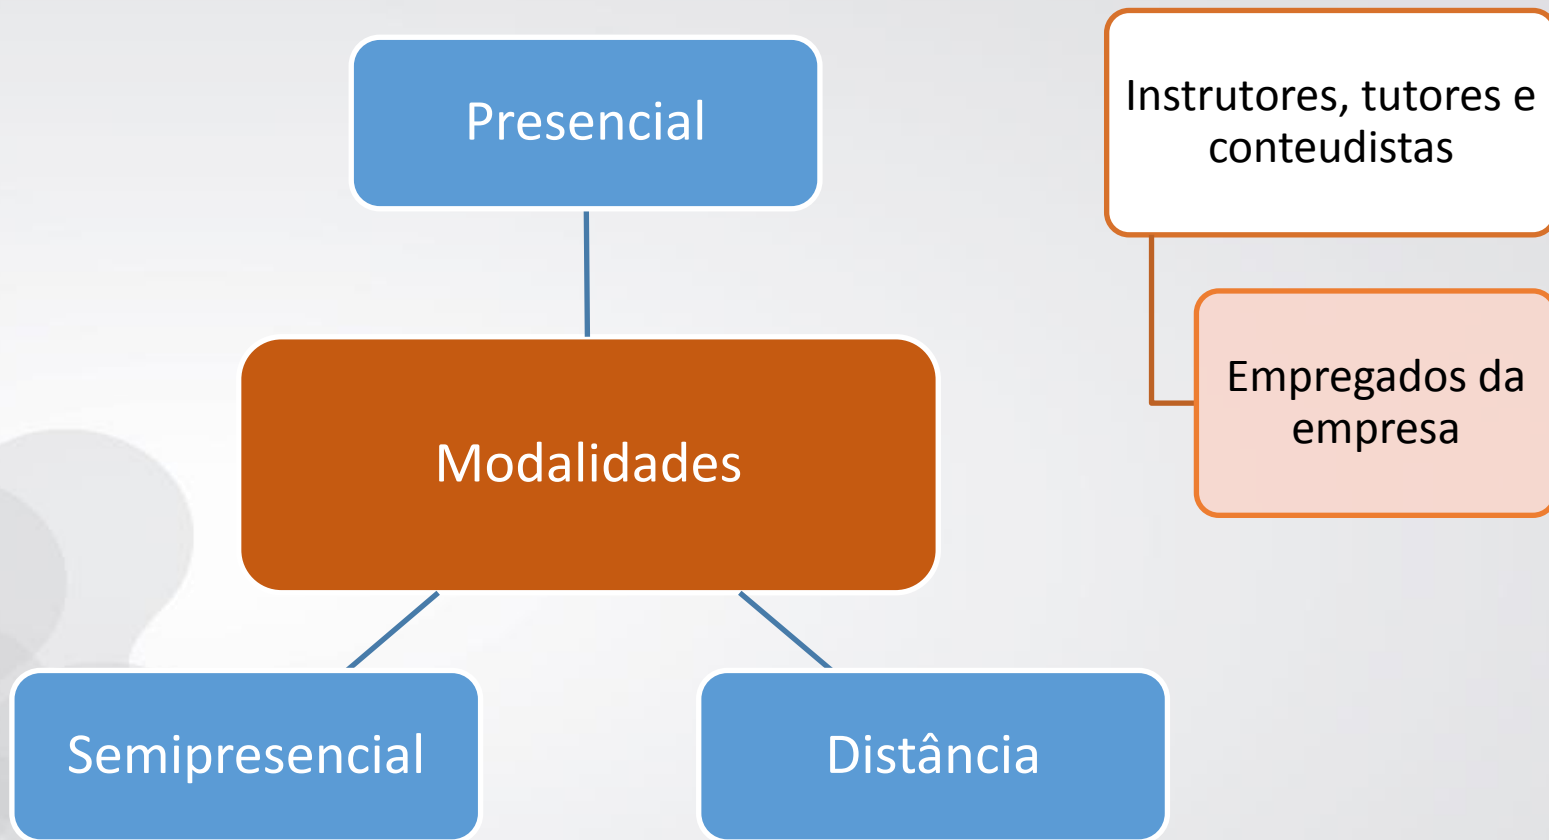 Presencial
Modalidades
Semipresencial
Distância
Instrutores, tutores e
conteudistas
Empregados da
empresa